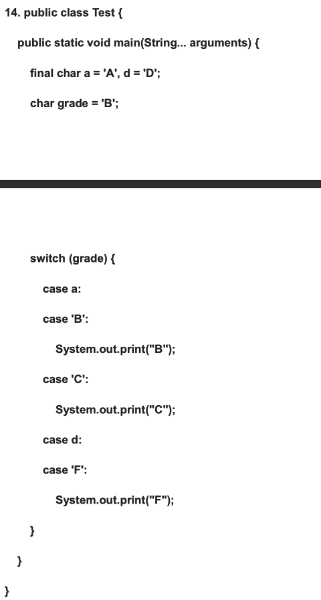 14. public class Test {
public static void main(String... arguments) {
final char a = 'A', d = 'D';
char grade = 'B';
switch (grade) {
case a:
case 'B':
System.out.print("B");
case 'C':
System.out.print("C");
case d:
case 'F':
System.out.print("F");
}
}
}